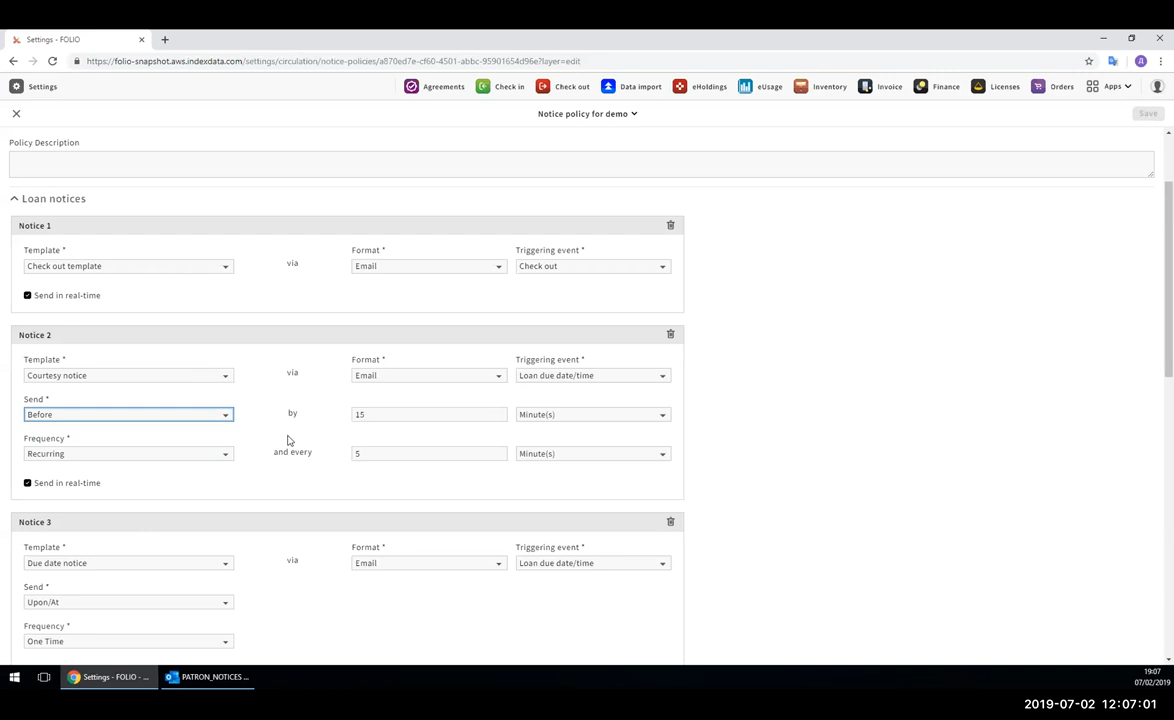 Settings - FOLIO
https://folio-snapshot.aws.indexdata.com/settings/circulation/notice-policies/a870ed7e-cf60-4501-abbc-95901654d96e?layer=edit
Д
Settings Agreements Check in Check out Data import eHoldings eUsage Inventory Invoice Finance Licenses Orders Apps
Notice policy for demo Save
Policy Description
Loan notices
Notice 1
Template * Format * Triggering event *
Check out template via Email Check out
Send in real-time
Notice 2
Template * Format * Triggering event *
Courtesy notice via Email Loan due date/time
Send *
Before by 15 Minute(s)
Frequency *
Recurring and every 5 Minute(s)
Send in real-time
Notice 3
Template * Format * Triggering event *
Due date notice via Email Loan due date/time
Send *
Upon/At
Frequency *
One Time
Settings - FOLIO - ... PATRON_NOTICES ... 19:07
07/02/2019
2019-07-02 12:07:01